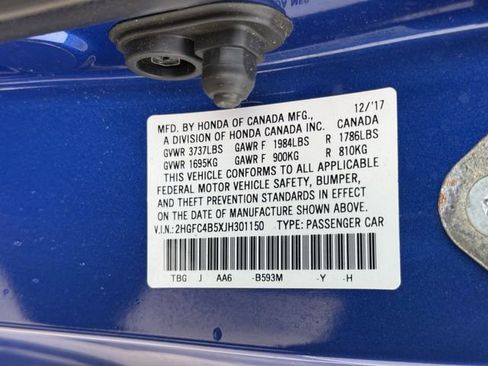 12/'17
MFD. BY HONDA OF CANADA MFG.,
A DIVISION OF HONDA CANADA INC. CANADA
GVWR 3737LBS GAWR F 1984LBS R 1786LBS
GVWR 1695KG GAWR F 900KG R 810KG
THIS VEHICLE CONFORMS TO ALL APPLICABLE
FEDERAL MOTOR VEHICLE SAFETY, BUMPER,
AND THEFT PREVENTION STANDARDS IN EFFECT
ON THE DATE OF MANUFACTURE SHOWN ABOVE.
V.I.N.: 2HGFC4B5XJH301150 TYPE: PASSENGER CAR
TBG J AA6 -B593M -Y -H